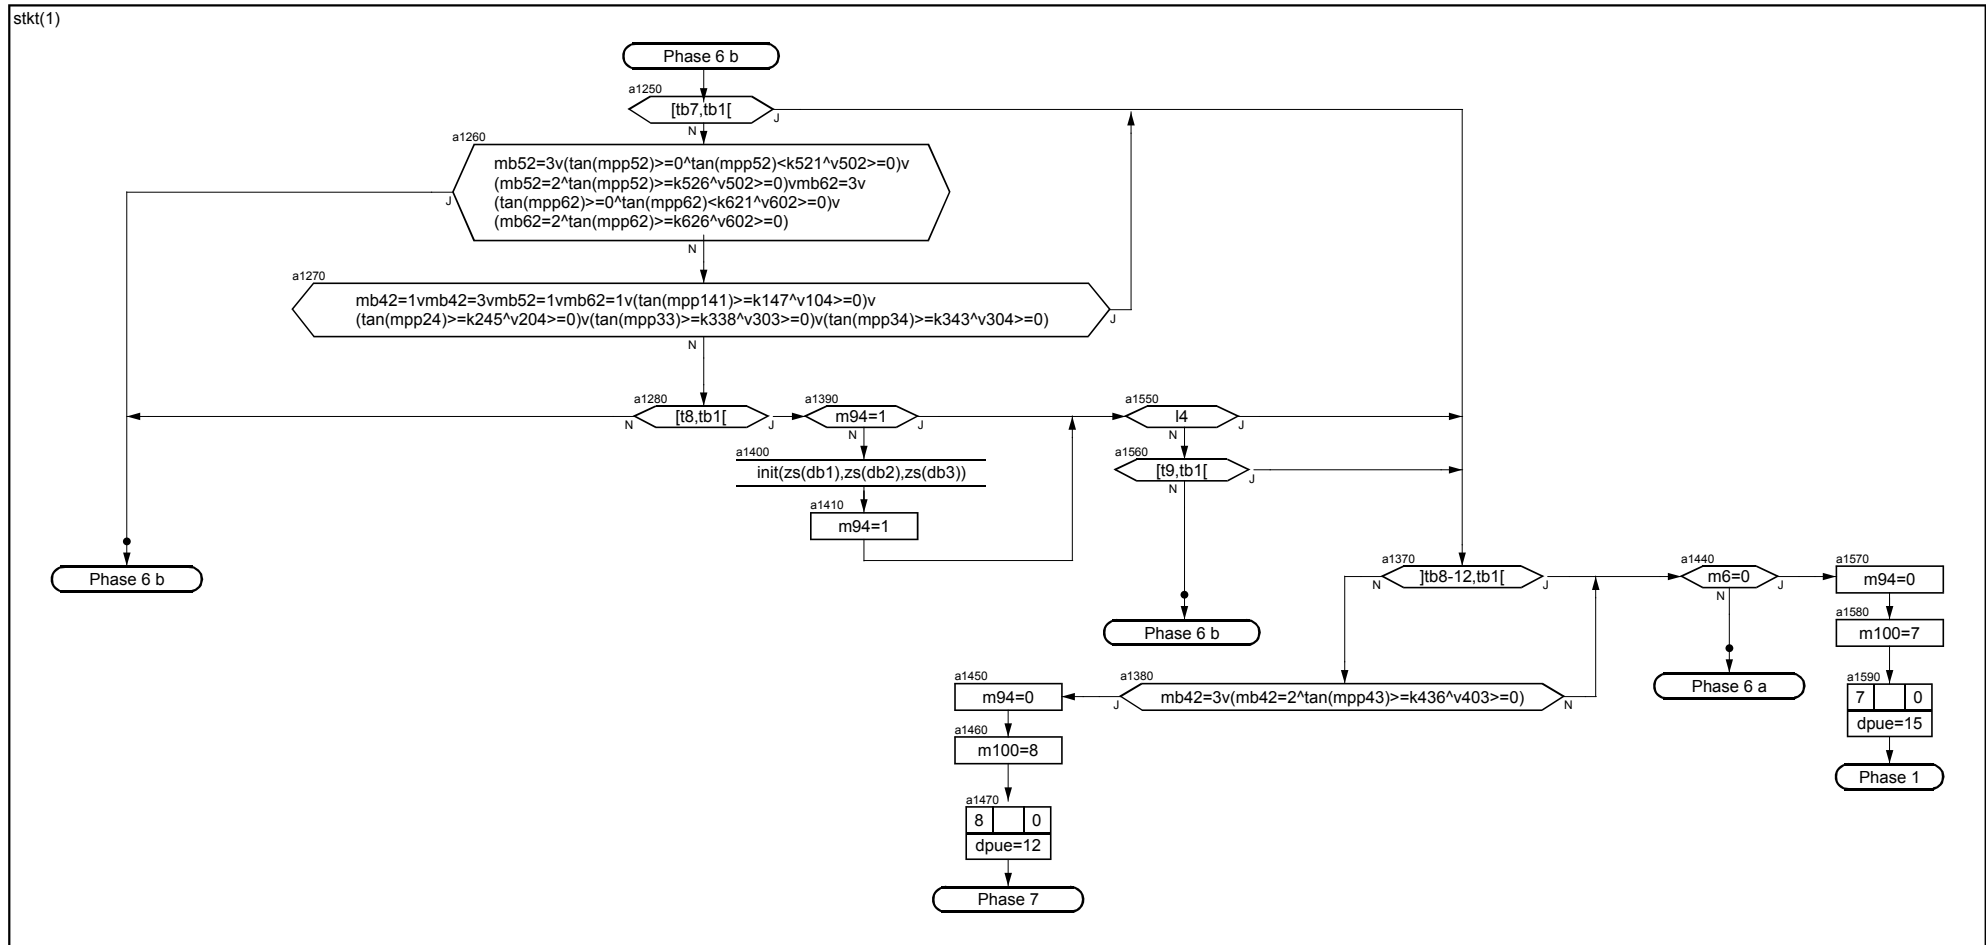 stkt(1)
Phase 6 b
a1250
[tb7,tb1[
J
N
a1260
mb52=3v(tan(mpp52)>=0^tan(mpp52)<k521^v502>=0)v
(mb52=2^tan(mpp52)>=k526^v502>=0)vmb62=3v
(tan(mpp62)>=0^tan(mpp62)<k621^v602>=0)v
(mb62=2^tan(mpp62)>=k626^v602>=0)
J
N
a1270
mb42=1vmb42=3vmb52=1vmb62=1v(tan(mpp141)>=k147^v104>=0)v
(tan(mpp24)>=k245^v204>=0)v(tan(mpp33)>=k338^v303>=0)v(tan(mpp34)>=k343^v304>=0)
J
N
a1280
[t8,tb1[
N
J
a1390
m94=1
N
J
a1400
init(zs(db1),zs(db2),zs(db3))
a1410
m94=1
a1550
l4
N
J
a1560
[t9,tb1[
N
J
Phase 6 b
Phase 6 b
a1370
]tb8-12,tb1[
N
J
a1440
m6=0
N
J
a1570
m94=0
a1580
m100=7
Phase 6 a
a1590
7 0
dpue=15
Phase 1
a1380
mb42=3v(mb42=2^tan(mpp43)>=k436^v403>=0)
J
N
a1450
m94=0
a1460
m100=8
a1470
8 0
dpue=12
Phase 7